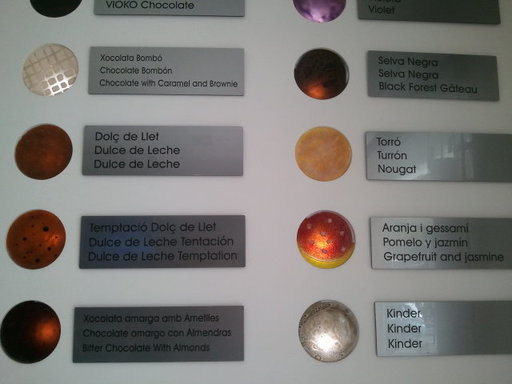 VIOKO Chocolate
Xocolata Bombó
Chocolate Bombón
Chocolate with Caramel and Brownie
Dolç de Llet
Dulce de Leche
Dulce de Leche
Temptació Dolç de Llet
Dulce de Leche Tentación
Dulce de Leche Temptation
Xocolata amarga amb Ametlles
Chocolate amargo con Almendras
Bitter Chocolate With Almonds
Violet
Selva Negra
Selva Negra
Black Forest Gâteau
Torró
Turrón
Nougat
Aranja i gessamí
Pomelo y jazmín
Grapefruit and jasmine
Kinder
Kinder
Kinder